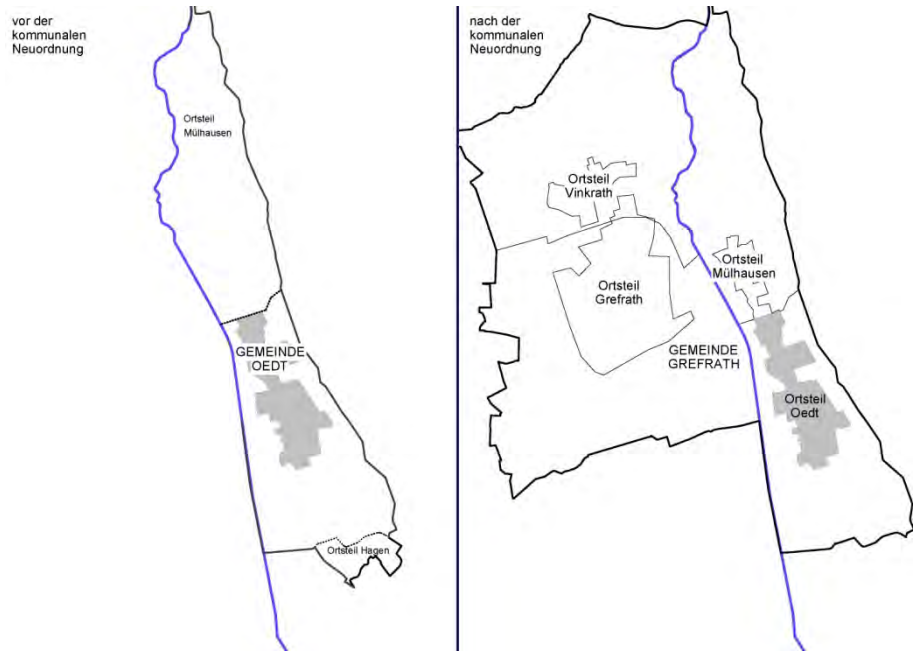 vor der
kommunalen
Neuordnung
Ortsteil
Mülhausen
GEMEINDE
OEDT
Ortsteil Hagen
nach der
kommunalen
Neuordnung
Ortsteil
Vinkrath
Ortsteil
Mülhausen
Ortsteil
Grefrath
GEMEINDE
GREFRATH
Ortsteil
Oedt